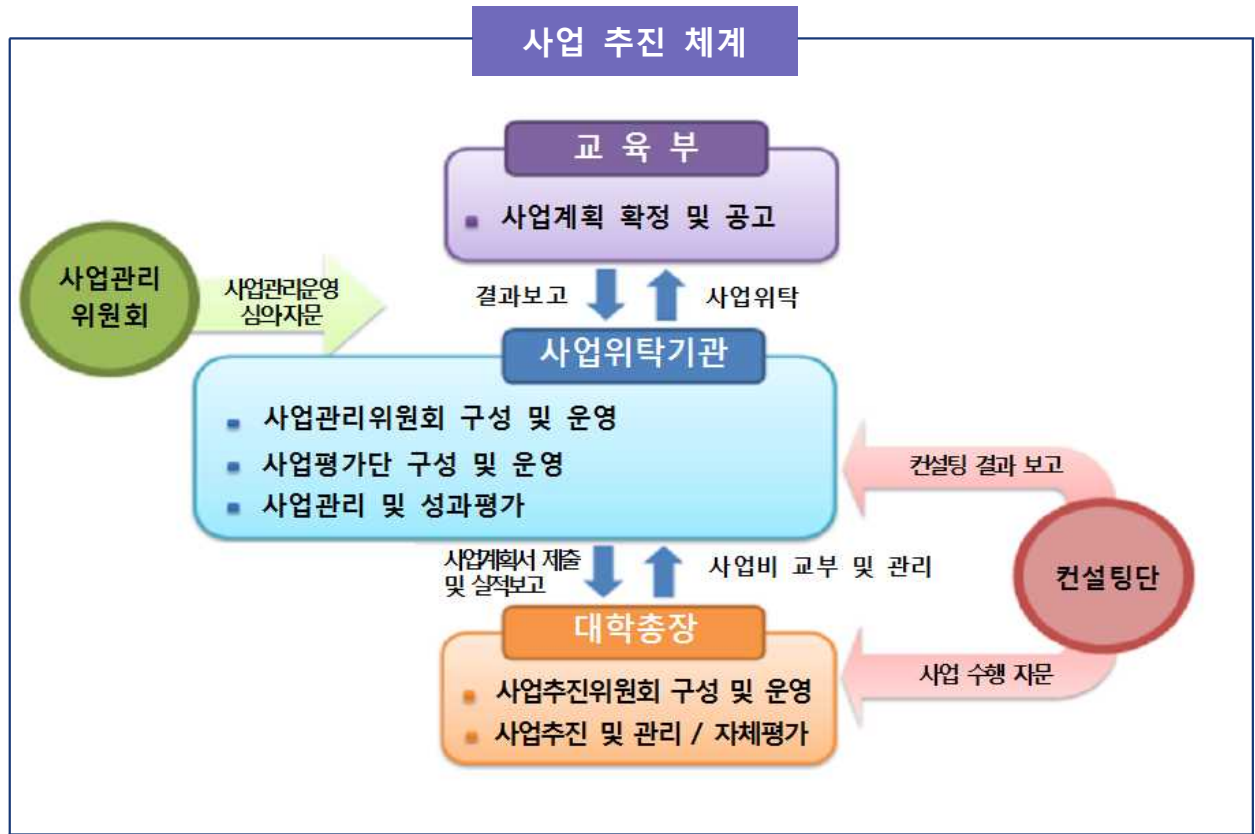 사업 추진 체계
교 육 부
사업계획 확정 및 공고
사업관리
위원회
사업관리운영
심의자문
결과보고
사업위탁
사업위탁기관
사업관리위원회 구성 및 운영
사업평가단 구성 및 운영
사업관리 및 성과평가
컨설팅 결과 보고
컨설팅단
사업계획서 제출
및 실적보고
사업비 교부 및 관리
대학총장
사업추진위원회 구성 및 운영
사업추진 및 관리 / 자체평가
사업 수행 자문